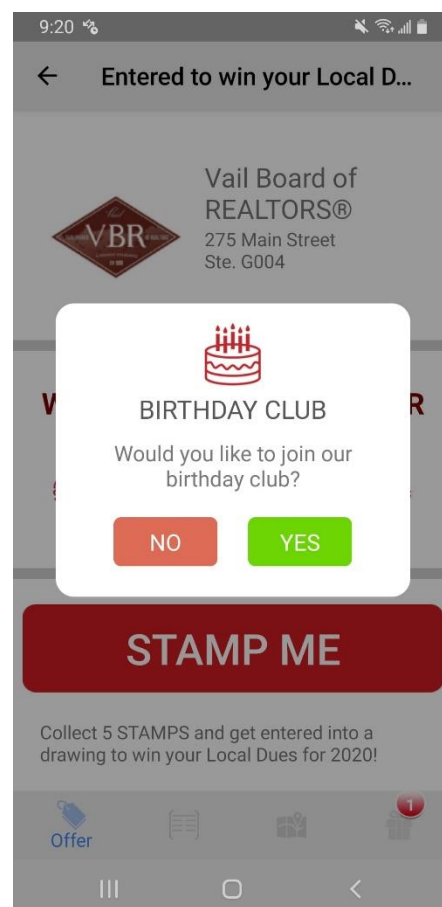 9:20
Entered to win your Local D...
Vail Board of
REALTORS®
275 Main Street
Ste. G004
VBR
BIRTHDAY CLUB
Would you like to join our
birthday club?
NO
YES
STAMP ME
Collect 5 STAMPS and get entered into a
drawing to win your Local Dues for 2020!
1
Offer